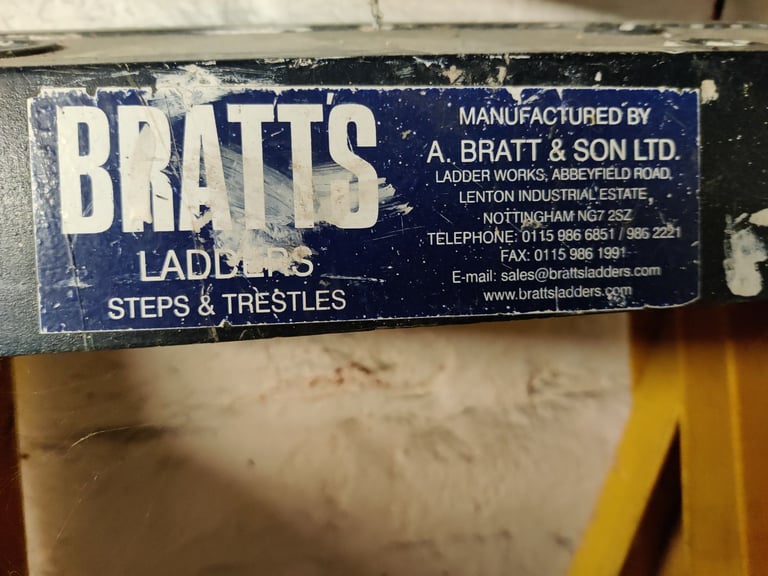 BRATT'S
LADDERS
STEPS & TRESTLES
MANUFACTURED BY
A. BRATT & SON LTD.
LADDER WORKS, ABBEYFIELD ROAD,
LENTON INDUSTRIAL ESTATE,
NOTTINGHAM NG7 2SZ
TELEPHONE: 0115 986 6851 / 986 2221
FAX: 0115 986 1991
E-mail: sales@brattsladders.com
www.brattsladders.com